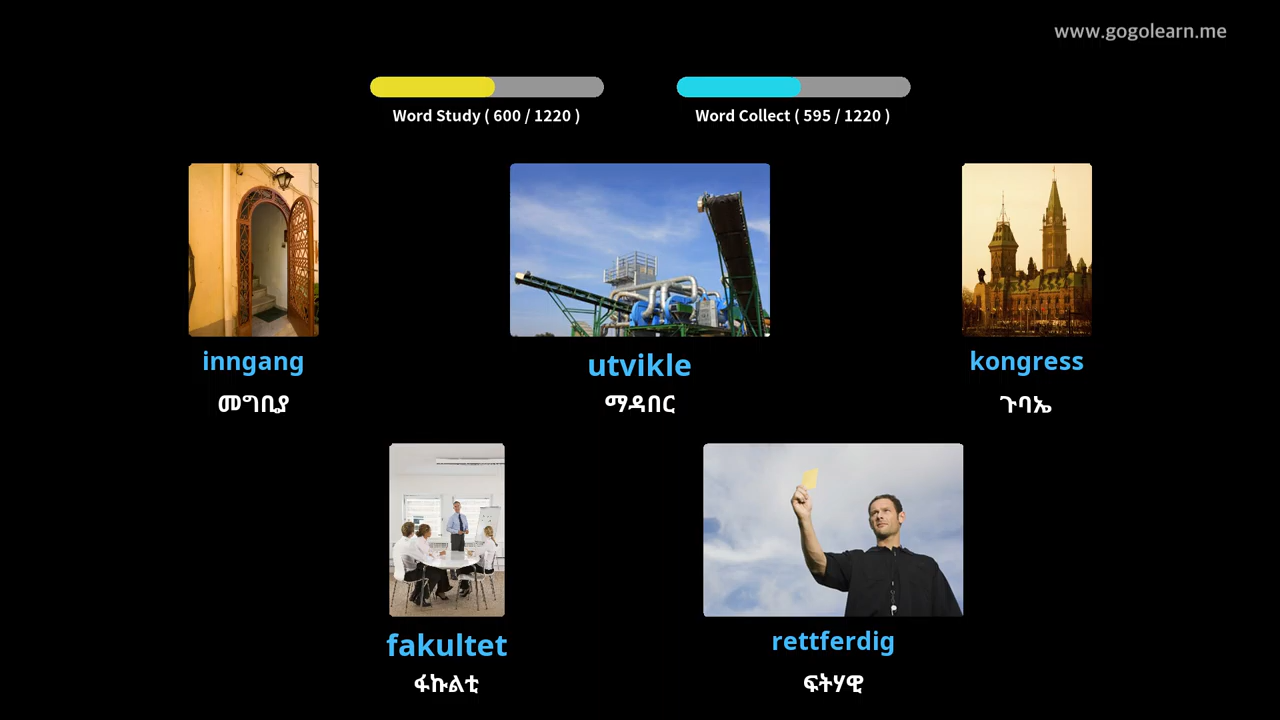 www.gogolearn.me
Word Study ( 600 / 1220 )
Word Collect ( 595 / 1220 )
inngang
utvikle
kongress
መግቢያ
ማዳበር
ጉባኤ
fakultet
rettferdig
ፋኩልቲ
ፍትሃዊ